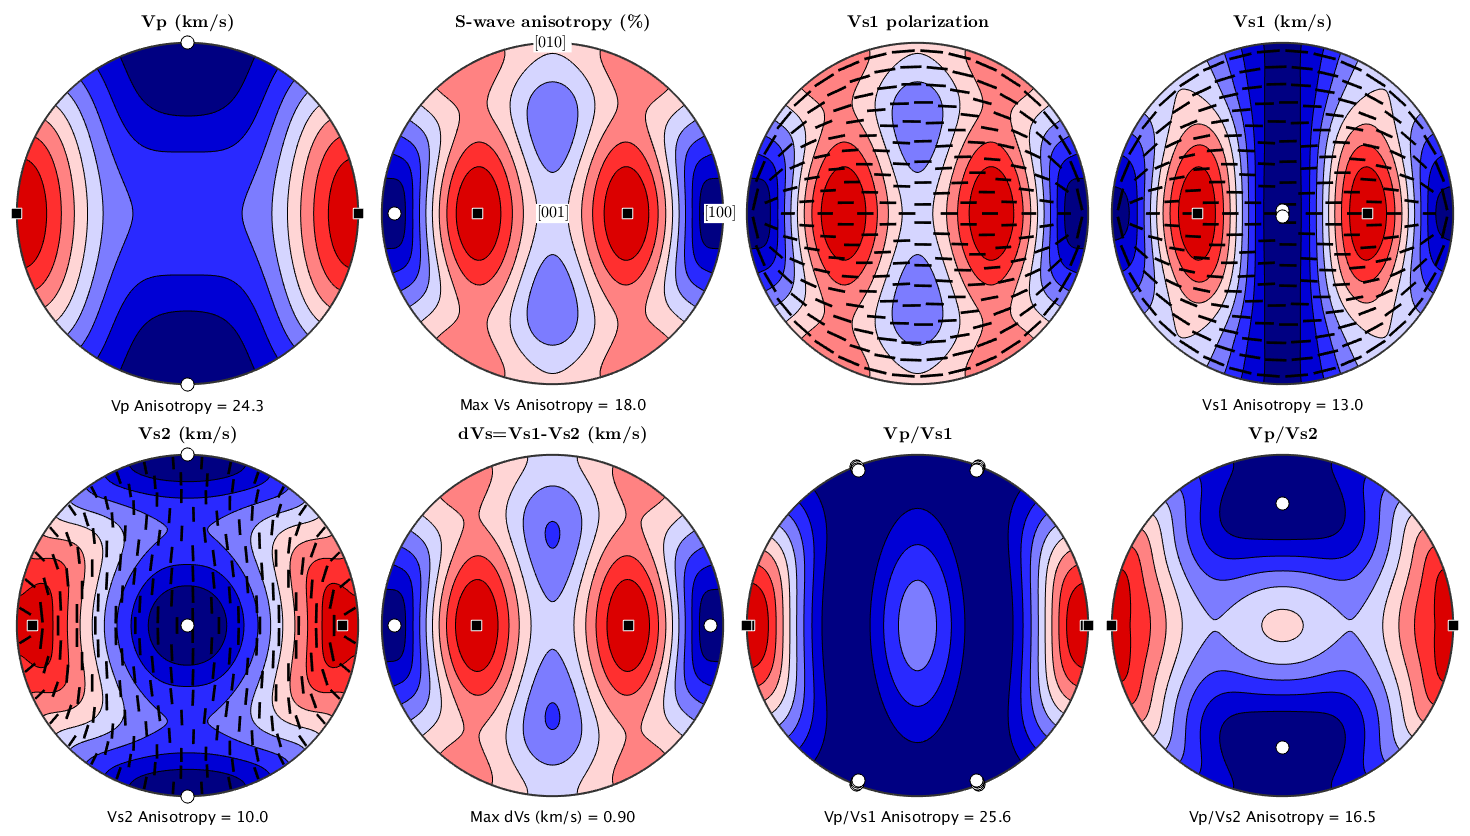 Vp (km/s)
S-wave anisotropy (%)
Vs1 polarization
Vs1 (km/s)
[010]
[001]
[100]
Vp Anisotropy = 24.3
Max Vs Anisotropy = 18.0
Vs1 Anisotropy = 13.0
Vs2 (km/s)
dVs=Vs1-Vs2 (km/s)
Vp/Vs1
Vp/Vs2
Vs2 Anisotropy = 10.0
Max dVs (km/s) = 0.90
Vp/Vs1 Anisotropy = 25.6
Vp/Vs2 Anisotropy = 16.5